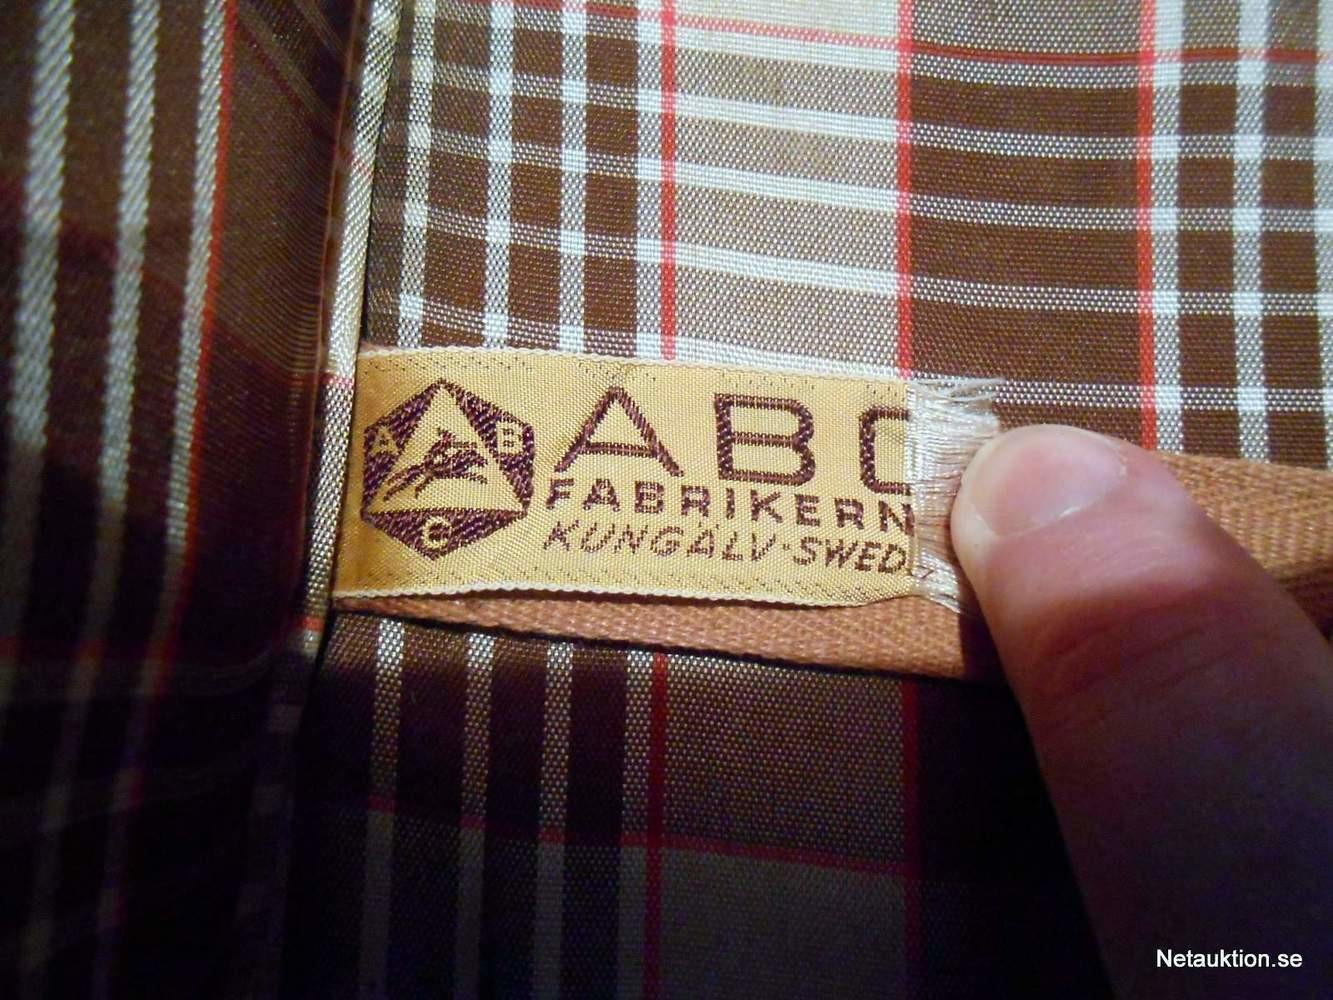 A B
C
ABC
FABRIKERN
KUNGÄLV-SWED.
Netauktion.se